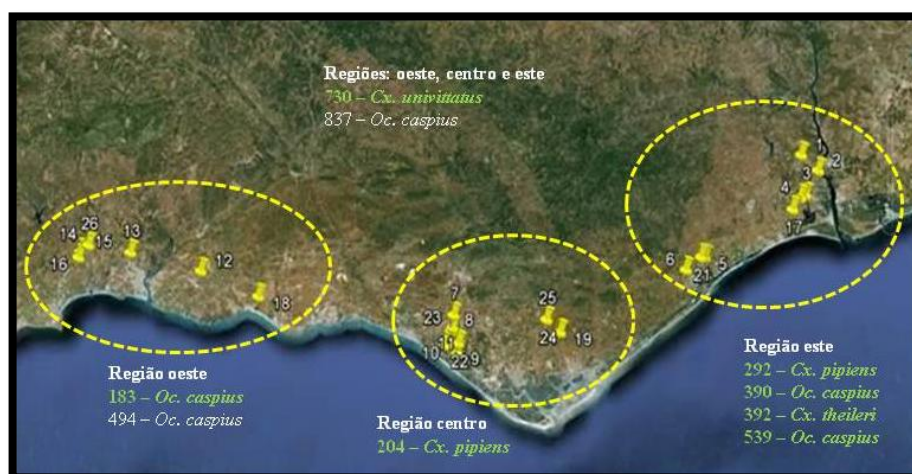 Regiões: oeste, centro e este
730 – Cx. univittatus
837 – Oc. caspius
1
2
3
4
17
5
6
21
26
14
15
16
13
12
18
7
23
8
11
10
22
9
25
24
19
Região oeste
183 – Oc. caspius
494 – Oc. caspius
Região centro
204 – Cx. pipiens
Região este
292 – Cx. pipiens
390 – Oc. caspius
392 – Cx. theileri
539 – Oc. caspius